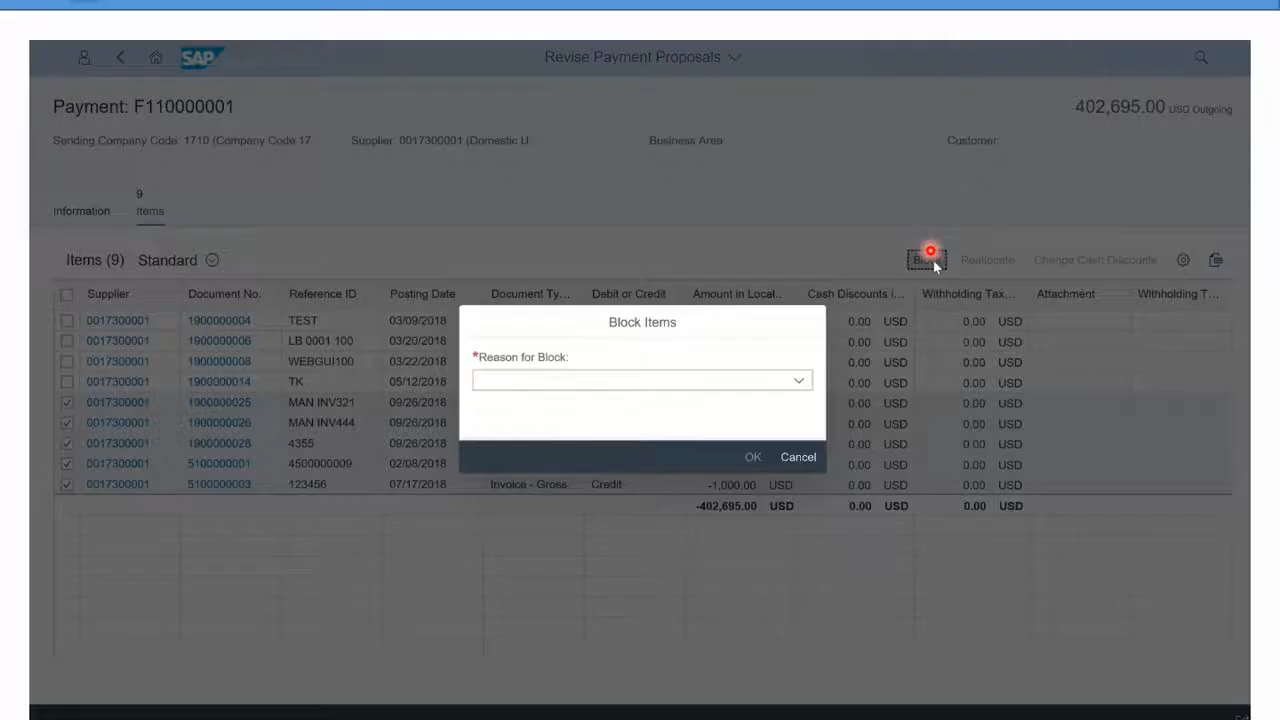 SAP Revise Payment Proposals
Payment: F110000001 402,695.00 USD Outgoing
Sending Company Code: 1710 (Company Code 17 Supplier: 0017300001 (Domestic U Business Area Customer:
9
Information Items
Items (9) Standard Block Reallocate Change Cash Discounts
Supplier Document No. Reference ID Posting Date Document Ty... Debit or Credit Amount in Local.. Cash Discounts i... Withholding Tax... Attachment Withholding T...
0017300001 1900000004 TEST 03/09/2018 0.00 USD 0.00 USD
0017300001 1900000006 LB 0001 100 03/20/2018 0.00 USD 0.00 USD
0017300001 1900000008 WEBGUI100 03/22/2018 0.00 USD 0.00 USD
0017300001 1900000014 TK 05/12/2018 0.00 USD 0.00 USD
0017300001 1900000025 MAN INV321 09/26/2018 0.00 USD 0.00 USD
0017300001 1900000026 MAN INV444 09/26/2018 0.00 USD 0.00 USD
0017300001 1900000028 4355 09/26/2018 0.00 USD 0.00 USD
0017300001 5100000001 4500000009 02/08/2018 0.00 USD 0.00 USD
0017300001 5100000003 123456 07/17/2018 Invoice - Gross Credit -1,000.00 USD 0.00 USD 0.00 USD
-402,695.00 USD 0.00 USD 0.00 USD
Block Items
*Reason for Block:
OK Cancel